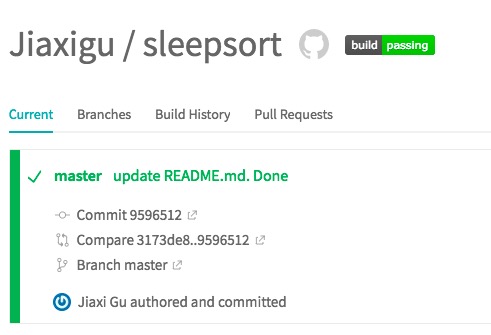 Jiaxigu / sleepsort build passing
Current Branches Build History Pull Requests
master update README.md. Done
Commit 9596512
Compare 3173de8..9596512
Branch master
Jiaxi Gu authored and committed